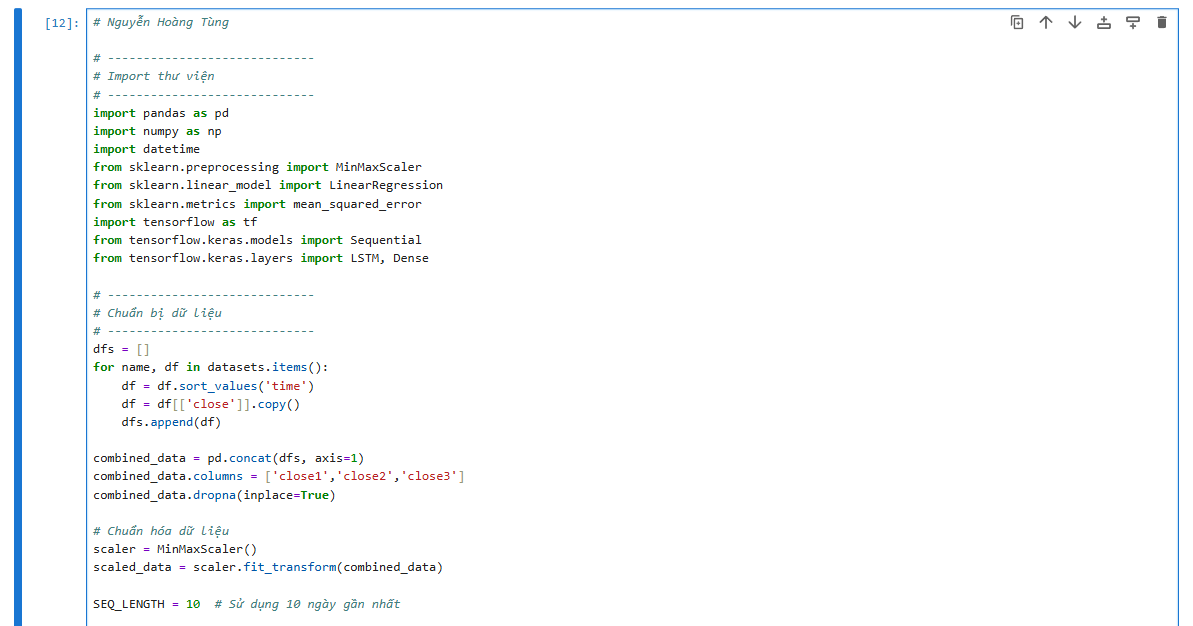 [12]: # Nguyễn Hoàng Tùng
# -----------------------------
# Import thư viện
# -----------------------------
import pandas as pd
import numpy as np
import datetime
from sklearn.preprocessing import MinMaxScaler
from sklearn.linear_model import LinearRegression
from sklearn.metrics import mean_squared_error
import tensorflow as tf
from tensorflow.keras.models import Sequential
from tensorflow.keras.layers import LSTM, Dense
# -----------------------------
# Chuẩn bị dữ liệu
# -----------------------------
dfs = []
for name, df in datasets.items():
    df = df.sort_values('time')
    df = df[['close']].copy()
    dfs.append(df)
combined_data = pd.concat(dfs, axis=1)
combined_data.columns = ['close1','close2','close3']
combined_data.dropna(inplace=True)
# Chuẩn hóa dữ liệu
scaler = MinMaxScaler()
scaled_data = scaler.fit_transform(combined_data)
SEQ_LENGTH = 10  # Sử dụng 10 ngày gần nhất